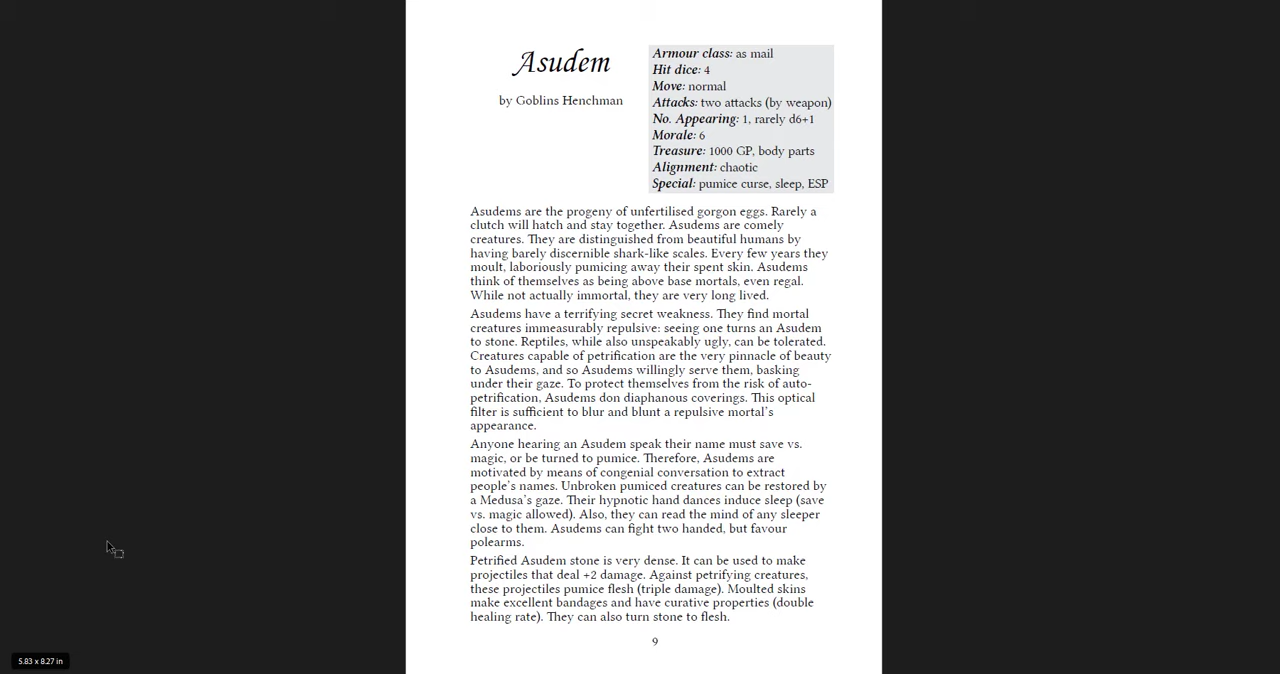 Asudem
by Goblins Henchman
Armour class: as mail
Hit dice: 4
Move: normal
Attacks: two attacks (by weapon)
No. Appearing: 1, rarely d6+1
Morale: 6
Treasure: 1000 GP, body parts
Alignment: chaotic
Special: pumice curse, sleep, ESP
Asudems are the progeny of unfertilised gorgon eggs. Rarely a
clutch will hatch and stay together. Asudems are comely
creatures. They are distinguished from beautiful humans by
having barely discernible shark-like scales. Every few years they
moult, laboriously pumicing away their spent skin. Asudems
think of themselves as being above base mortals, even regal.
While not actually immortal, they are very long lived.
Asudems have a terrifying secret weakness. They find mortal
creatures immeasurably repulsive: seeing one turns an Asudem
to stone. Reptiles, while also unspeakably ugly, can be tolerated.
Creatures capable of petrification are the very pinnacle of beauty
to Asudems, and so Asudems willingly serve them, basking
under their gaze. To protect themselves from the risk of auto-
petrification, Asudems don diaphanous coverings. This optical
filter is sufficient to blur and blunt a repulsive mortal's
appearance.
Anyone hearing an Asudem speak their name must save vs.
magic, or be turned to pumice. Therefore, Asudems are
motivated by means of congenial conversation to extract
people's names. Unbroken pumiced creatures can be restored by
a Medusa's gaze. Their hypnotic hand dances induce sleep (save
vs. magic allowed). Also, they can read the mind of any sleeper
close to them. Asudems can fight two handed, but favour
polearms.
Petrified Asudem stone is very dense. It can be used to make
projectiles that deal +2 damage. Against petrifying creatures,
these projectiles pumice flesh (triple damage). Moulted skins
make excellent bandages and have curative properties (double
healing rate). They can also turn stone to flesh.
9
5.83 x 8.27 in